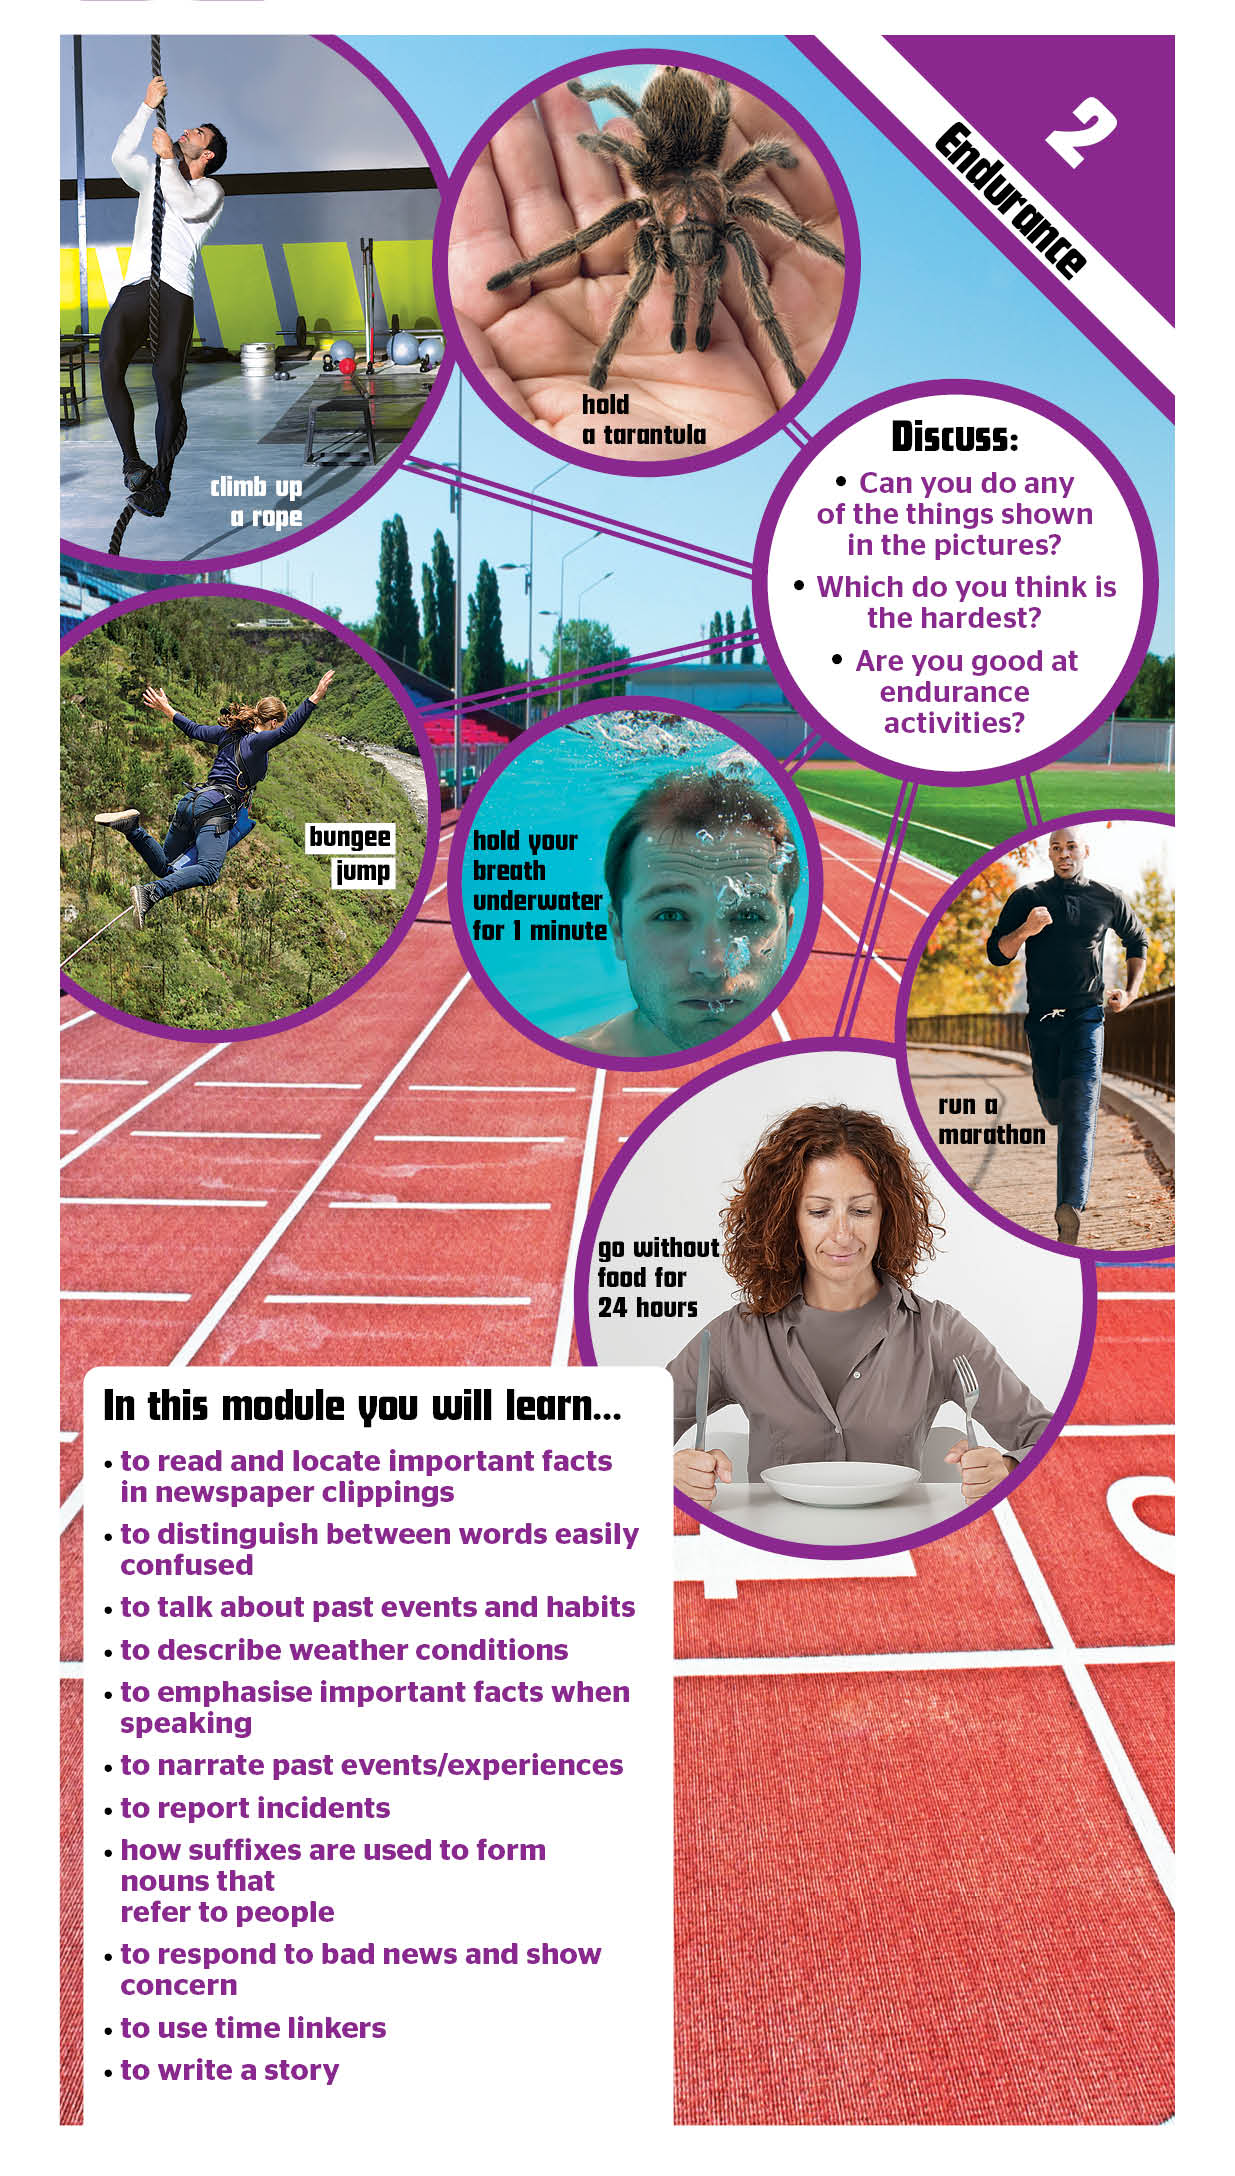 2
Endurance
climb up
a rope
hold
a tarantula
Discuss:
• Can you do any
of the things shown
in the pictures?
• Which do you think is
the hardest?
• Are you good at
endurance
activities?
bungee
jump
hold your
breath
underwater
for 1 minute
run a
marathon
go without
food for
24 hours
In this module you will learn...
• to read and locate important facts
in newspaper clippings
• to distinguish between words easily
confused
• to talk about past events and habits
• to describe weather conditions
• to emphasise important facts when
speaking
• to narrate past events/experiences
• to report incidents
• how suffixes are used to form
nouns that
refer to people
• to respond to bad news and show
concern
• to use time linkers
• to write a story